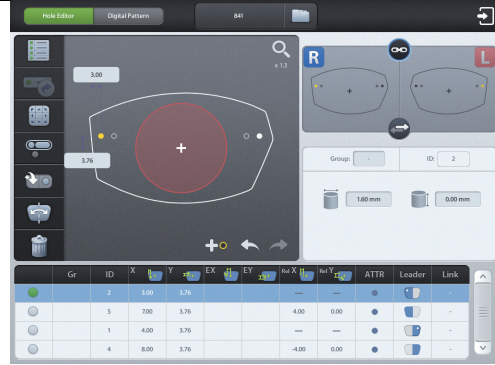 Hole Editor Digital Pattern 841
3.00
x 1.3
3.76
R L
Group: - ID: 2
1.60 mm 0.00 mm
Gr ID X Y EX EY Rel X Rel Y ATTR Leader Link
2 3.00 3.76 — — -
5 7.00 3.76 4.00 0.00 -
1 4.00 3.76 — — -
4 8.00 3.76 -4.00 0.00 -